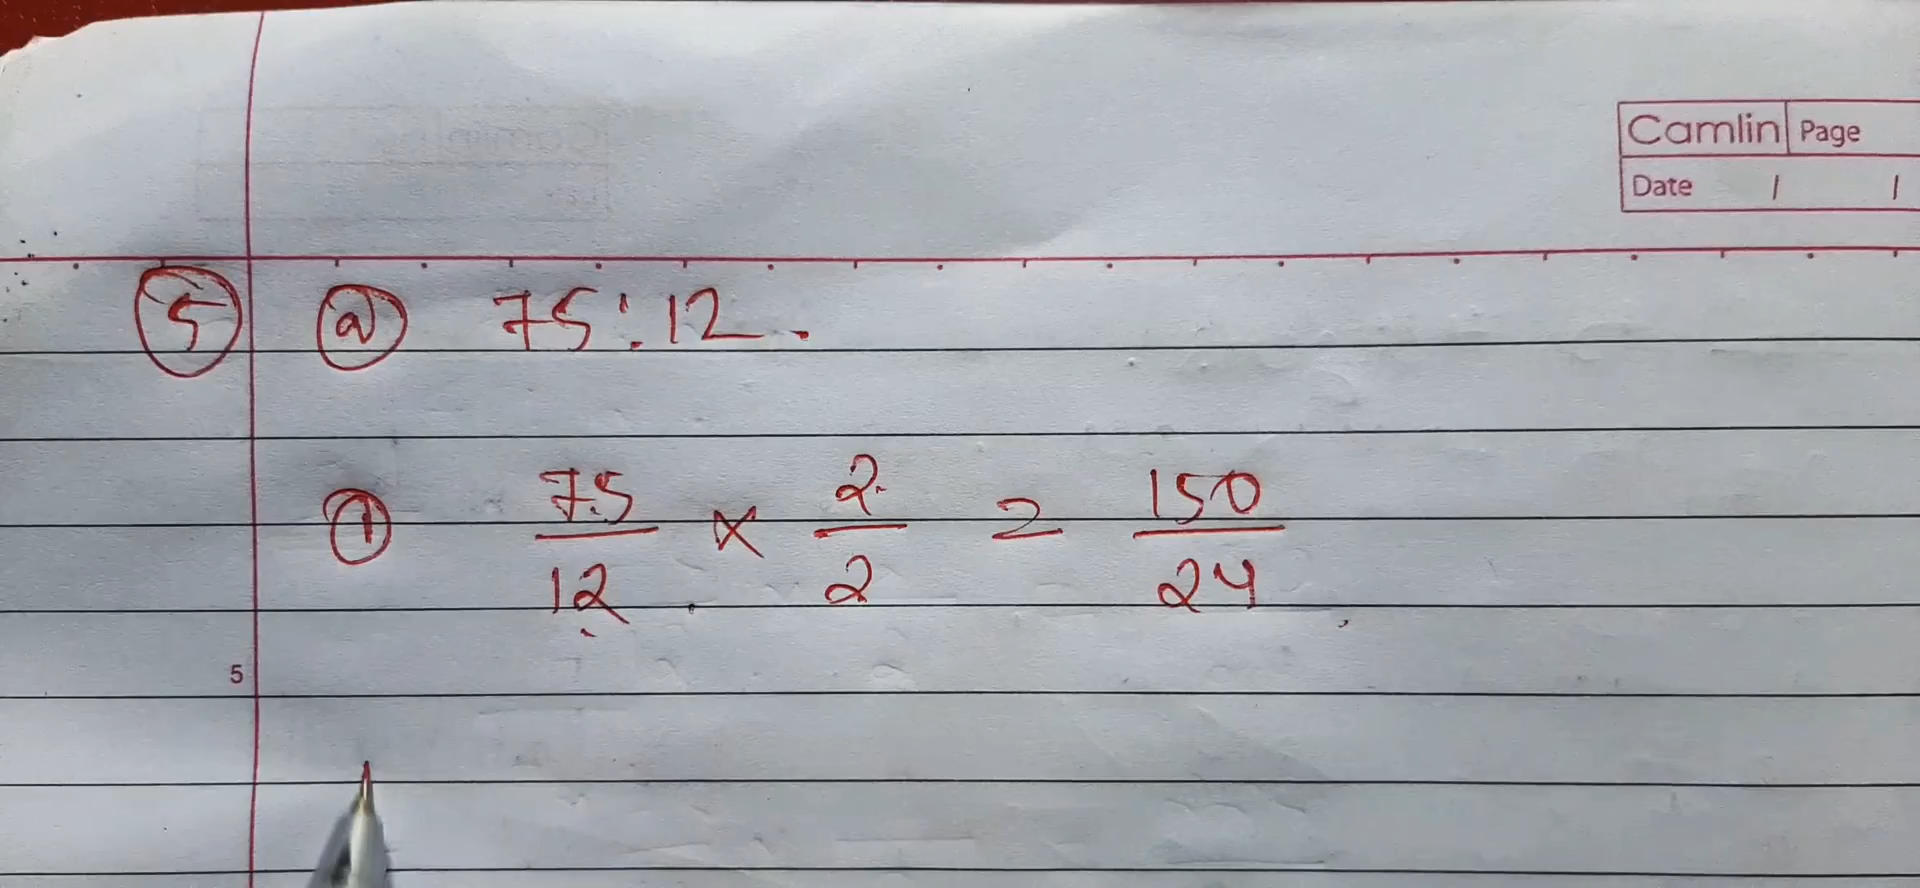 Camlin Page
Date / /
5 a 75:12.
1 75/12 × 2/2 = 150/24
5